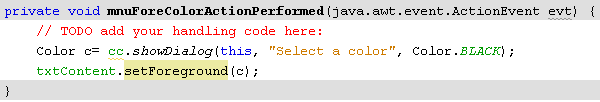 private void mnuForeColorActionPerformed(java.awt.event.ActionEvent evt) {
// TODO add your handling code here:
Color c= cc.showDialog(this, "Select a color", Color.BLACK);
txtContent.setForeground(c);
}